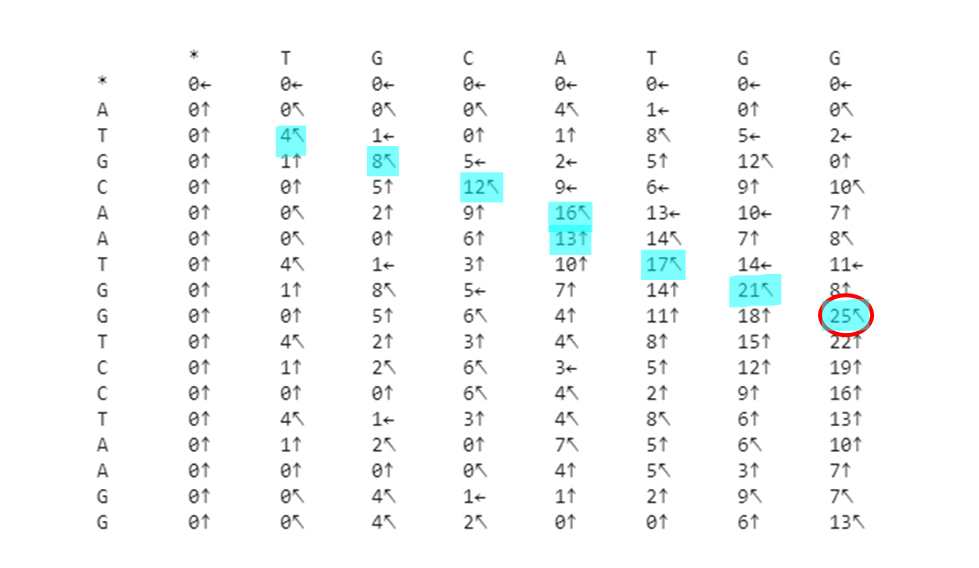 * T G C A T G G
* 0← 0← 0← 0← 0← 0← 0← 0←
A 0↑ 0↖ 0↖ 0↖ 4↖ 1← 0↑ 0↖
T 0↑ 4↖ 1← 0↑ 1↑ 8↖ 5← 2←
G 0↑ 1↑ 8↖ 5← 2← 5↑ 12↖ 0↑
C 0↑ 0↑ 5↑ 12↖ 9← 6← 9↑ 10↖
A 0↑ 0↖ 2↑ 9↑ 16↖ 13← 10← 7↑
A 0↑ 0↖ 0↑ 6↑ 13↑ 14↖ 7↑ 8↖
T 0↑ 4↖ 1← 3↑ 10↑ 17↖ 14← 11←
G 0↑ 1↑ 8↖ 5← 7↑ 14↑ 21↖ 8↑
G 0↑ 0↑ 5↑ 6↖ 4↑ 11↑ 18↑ 25↖
T 0↑ 4↖ 2↑ 3↑ 4↖ 8↑ 15↑ 22↑
C 0↑ 1↑ 2↖ 6↖ 3← 5↑ 12↑ 19↑
C 0↑ 0↑ 0↑ 6↖ 4↖ 2↑ 9↑ 16↑
T 0↑ 4↖ 1← 3↑ 4↖ 8↖ 6↑ 13↑
A 0↑ 1↑ 2↖ 0↑ 7↖ 5↑ 6↖ 10↑
A 0↑ 0↑ 0↑ 0↖ 4↑ 5↖ 3↑ 7↑
G 0↑ 0↖ 4↖ 1← 1↑ 2↑ 9↖ 7↖
G 0↑ 0↖ 4↖ 2↖ 0↑ 0↑ 6↑ 13↖